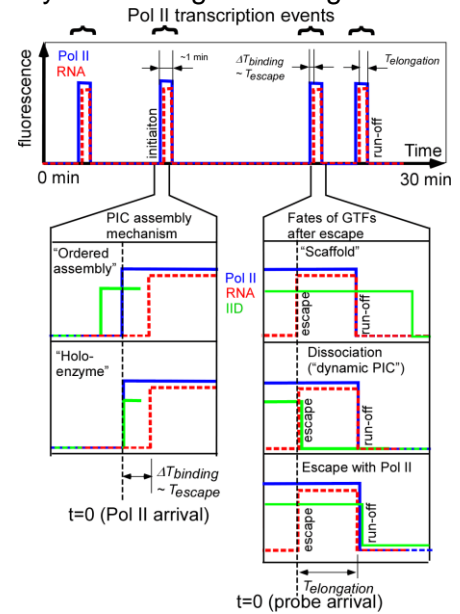 Pol II transcription events
Pol II
RNA
~1 min
ΔTbinding
~ Tescape
Telongation
fluorescence
initiaiton
run-off
Time
0 min
30 min
PIC assembly
mechanism
Fates of GTFs
after escape
"Ordered
assembly"
Pol II
RNA
IID
"Scaffold"
escape
run-off
"Holo-
enzyme"
Dissociation
("dynamic PIC")
escape
run-off
ΔTbinding
~ Tescape
t=0 (Pol II arrival)
Escape with Pol II
escape
run-off
Telongation
t=0 (probe arrival)